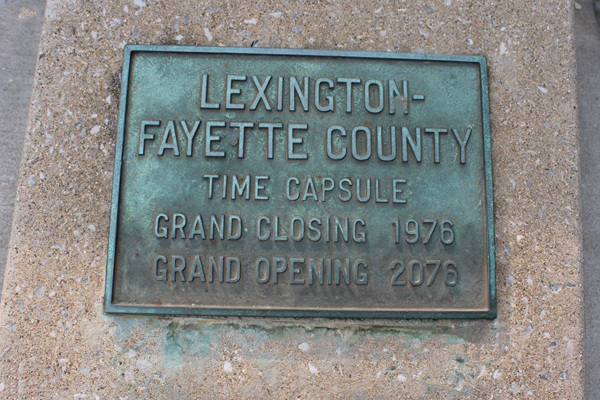 LEXINGTON-
FAYETTE COUNTY
TIME CAPSULE
GRAND CLOSING 1976
GRAND OPENING 2076